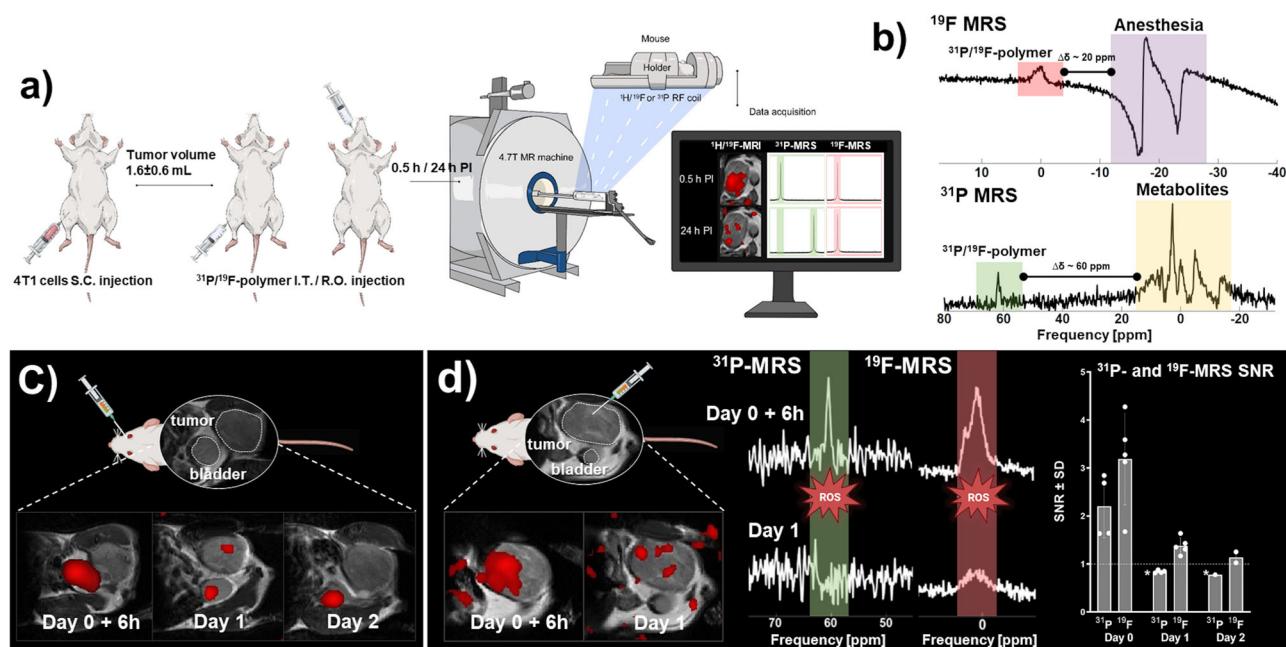 a)
Tumor volume
1.6±0.6 mL
4T1 cells S.C. injection
³¹P/¹⁹F-polymer I.T. / R.O. injection
0.5 h / 24 h PI
4.7T MR machine
Mouse
Holder
¹H/¹⁹F or ³¹P RF coil
Data acquisition
¹H/¹⁹F-MRI
³¹P-MRS
¹⁹F-MRS
0.5 h PI
24 h PI
b)
¹⁹F MRS
Anesthesia
³¹P/¹⁹F-polymer
Δδ ~ 20 ppm
10 0 -10 -20 -30 -40
³¹P MRS
Metabolites
³¹P/¹⁹F-polymer
Δδ ~ 60 ppm
80 60 40 20 0 -20
Frequency [ppm]
c)
tumor
bladder
Day 0 + 6h
Day 1
Day 2
d)
tumor
bladder
Day 0 + 6h
Day 1
³¹P-MRS
¹⁹F-MRS
Day 0 + 6h
ROS
ROS
Day 1
70 60 50
0
Frequency [ppm]
Frequency [ppm]
³¹P- and ¹⁹F-MRS SNR
SNR ± SD
5
4
3
2
1
0
*
*
³¹P ¹⁹F ³¹P ¹⁹F ³¹P ¹⁹F
Day 0 Day 1 Day 2